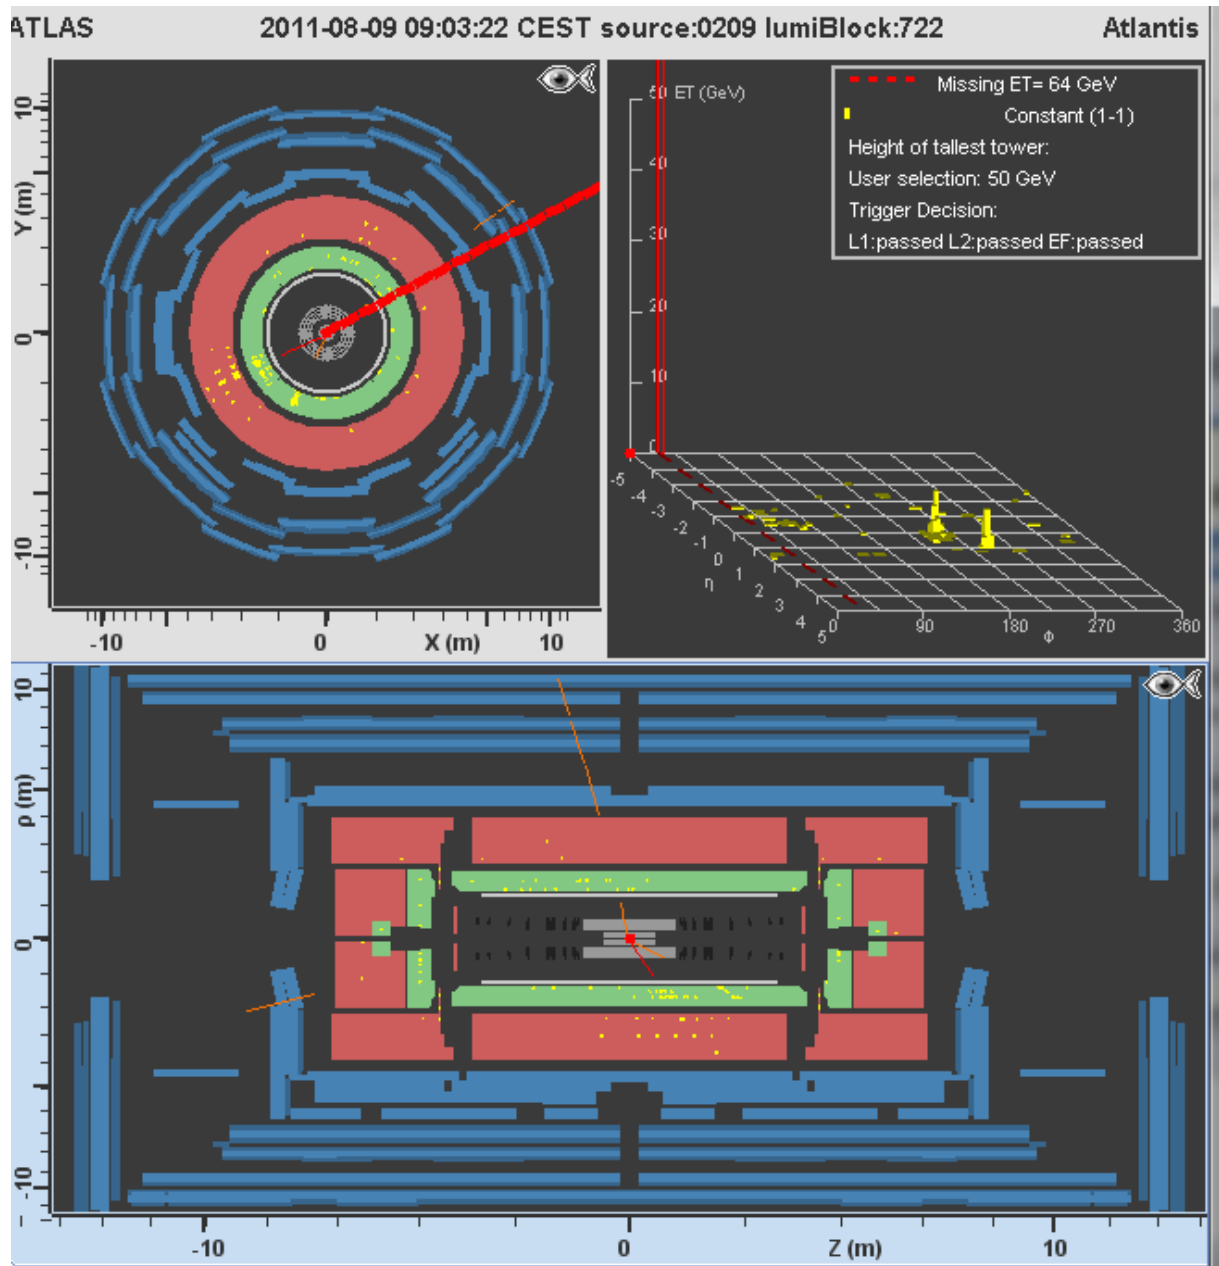 ATLAS 2011-08-09 09:03:22 CEST source:0209 lumiBlock:722 Atlantis
10
Y (m)
0
-10
-10 0 X (m) 10
50 ET (GeV)
40
30
20
10
0
Missing ET= 64 GeV
Constant (1-1)
Height of tallest tower:
User selection: 50 GeV
Trigger Decision:
L1:passed L2:passed EF:passed
-5
-4
-3
-2
-1
0
1
2
3
4
5
η
0 90 180 270 360
Φ
10
ρ (m)
0
-10
-10 0 Z (m) 10